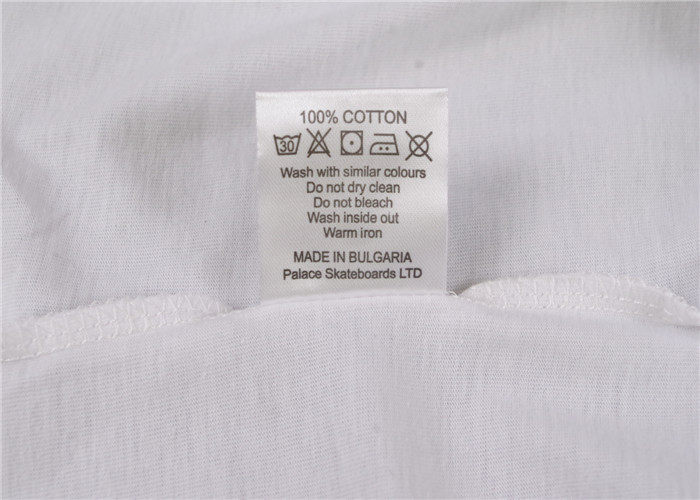 100% COTTON
30
Wash with similar colours
Do not dry clean
Do not bleach
Wash inside out
Warm iron
MADE IN BULGARIA
Palace Skateboards LTD